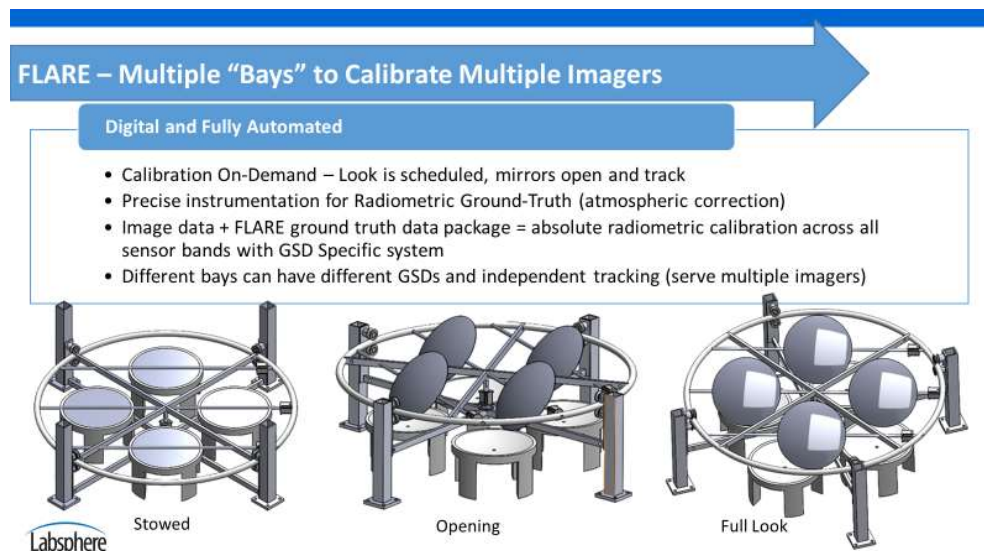 FLARE – Multiple “Bays” to Calibrate Multiple Imagers
Digital and Fully Automated
• Calibration On-Demand – Look is scheduled, mirrors open and track
• Precise instrumentation for Radiometric Ground-Truth (atmospheric correction)
• Image data + FLARE ground truth data package = absolute radiometric calibration across all
sensor bands with GSD Specific system
• Different bays can have different GSDs and independent tracking (serve multiple imagers)
Stowed
Opening
Full Look
Labsphere